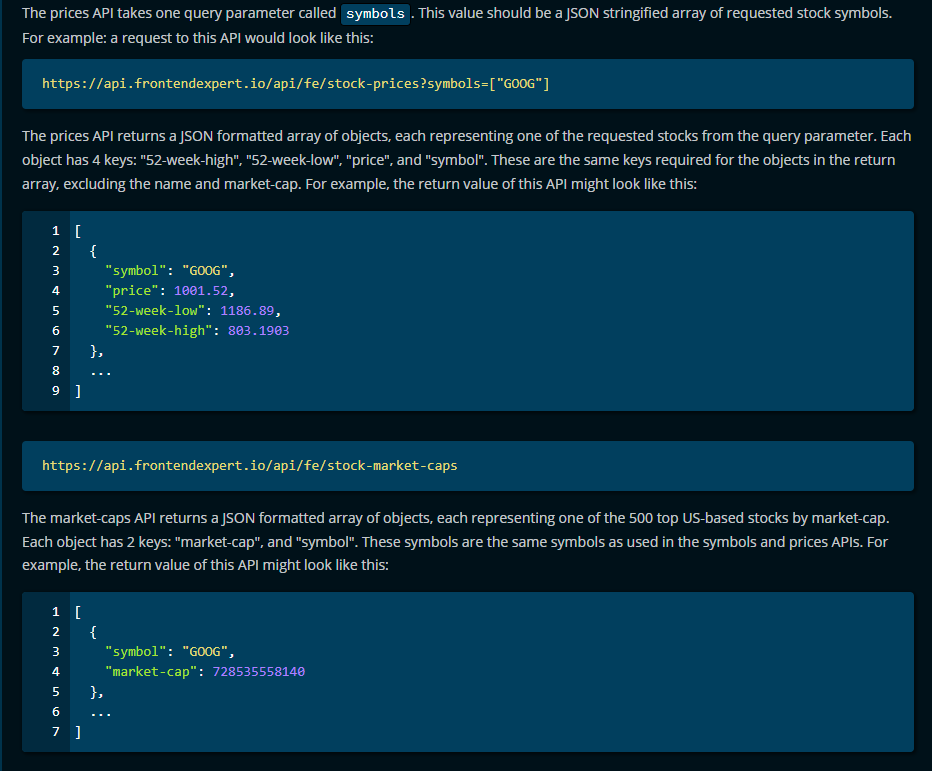 The prices API takes one query parameter called symbols. This value should be a JSON stringified array of requested stock symbols.
For example: a request to this API would look like this:
https://api.frontendexpert.io/api/fe/stock-prices?symbols=["GOOG"]
The prices API returns a JSON formatted array of objects, each representing one of the requested stocks from the query parameter. Each
object has 4 keys: "52-week-high", "52-week-low", "price", and "symbol". These are the same keys required for the objects in the return
array, excluding the name and market-cap. For example, the return value of this API might look like this:
1 [
2   {
3     "symbol": "GOOG",
4     "price": 1001.52,
5     "52-week-low": 1186.89,
6     "52-week-high": 803.1903
7   },
8   ...
9 ]
https://api.frontendexpert.io/api/fe/stock-market-caps
The market-caps API returns a JSON formatted array of objects, each representing one of the 500 top US-based stocks by market-cap.
Each object has 2 keys: "market-cap", and "symbol". These symbols are the same symbols as used in the symbols and prices APIs. For
example, the return value of this API might look like this:
1 [
2   {
3     "symbol": "GOOG",
4     "market-cap": 728535558140
5   },
6   ...
7 ]